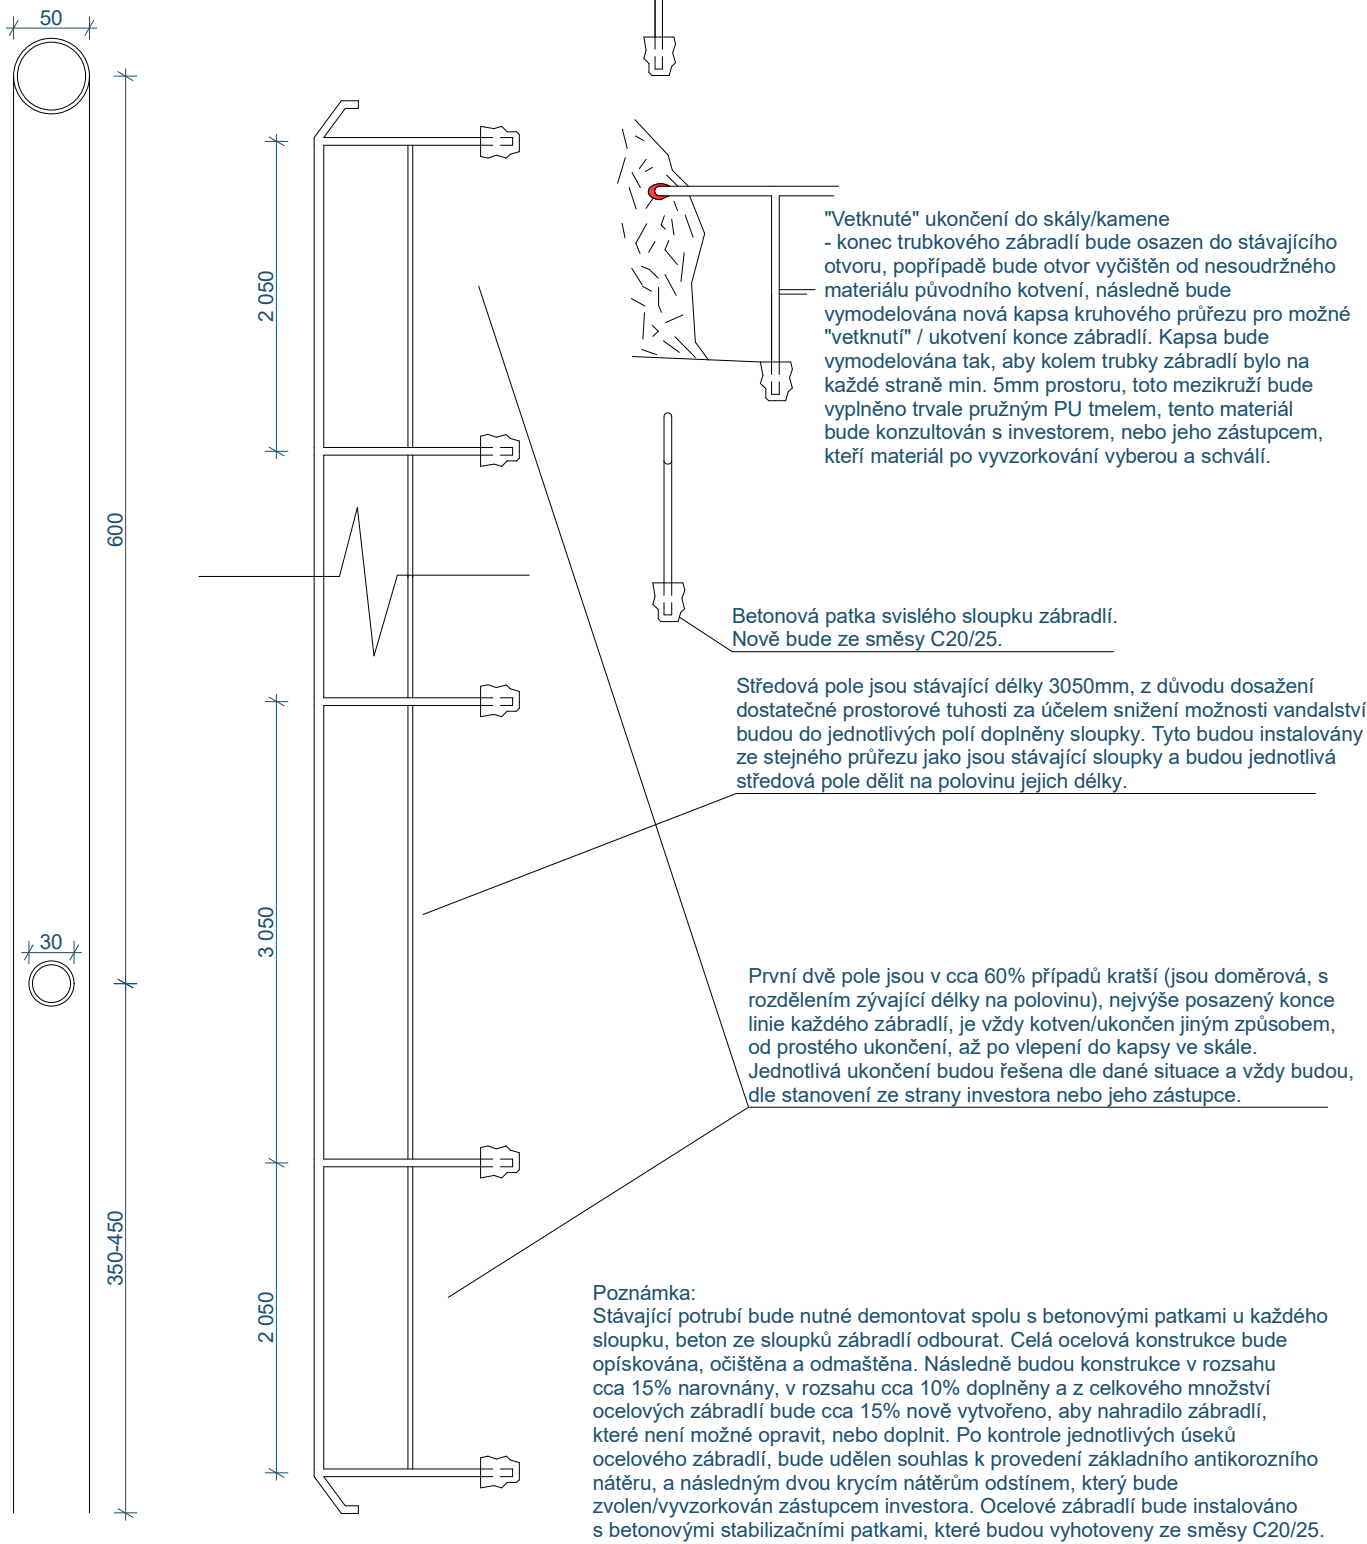 50
2 050
600
30
3 050
350-450
2 050
"Vetknuté" ukončení do skály/kamene
- konec trubkového zábradlí bude osazen do stávajícího
otvoru, popřípadě bude otvor vyčištěn od nesoudržného
materiálu původního kotvení, následně bude
vymodelována nová kapsa kruhového průřezu pro možné
"vetknutí" / ukotvení konce zábradlí. Kapsa bude
vymodelována tak, aby kolem trubky zábradlí bylo na
každé straně min. 5mm prostoru, toto mezikruží bude
vyplněno trvale pružným PU tmelem, tento materiál
bude konzultován s investorem, nebo jeho zástupcem,
kteří materiál po vyvzorkování vyberou a schválí.
Betonová patka svislého sloupku zábradlí.
Nově bude ze směsy C20/25.
Středová pole jsou stávající délky 3050mm, z důvodu dosažení
dostatečné prostorové tuhosti za účelem snižení možnosti vandalství
budou do jednotlivých polí doplněny sloupky. Tyto budou instalovány
ze stejného průřezu jako jsou stávající sloupky a budou jednotlivá
středová pole dělit na polovinu jejich délky.
První dvě pole jsou v cca 60% případů kratší (jsou doměrová, s
rozdělením zývající délky na polovinu), nejvýše posazený konce
linie každého zábradlí, je vždy kotven/ukončen jiným způsobem,
od prostého ukončení, až po vlepení do kapsy ve skále.
Jednotlivá ukončení budou řešena dle dané situace a vždy budou,
dle stanovení ze strany investora nebo jeho zástupce.
Poznámka:
Stávající potrubí bude nutné demontovat spolu s betonovými patkami u každého
sloupku, beton ze sloupků zábradlí odbourat. Celá ocelová konstrukce bude
opískována, očištěna a odmaštěna. Následně budou konstrukce v rozsahu
cca 15% narovnány, v rozsahu cca 10% doplněny a z celkového množství
ocelových zábradlí bude cca 15% nově vytvořeno, aby nahradilo zábradlí,
které není možné opravit, nebo doplnit. Po kontrole jednotlivých úseků
ocelového zábradlí, bude udělen souhlas k provedení základního antikorozního
nátěru, a následným dvou krycím nátěrům odstínem, který bude
zvolen/vyvzorkován zástupcem investora. Ocelové zábradlí bude instalováno
s betonovými stabilizačními patkami, které budou vyhotoveny ze směsy C20/25.